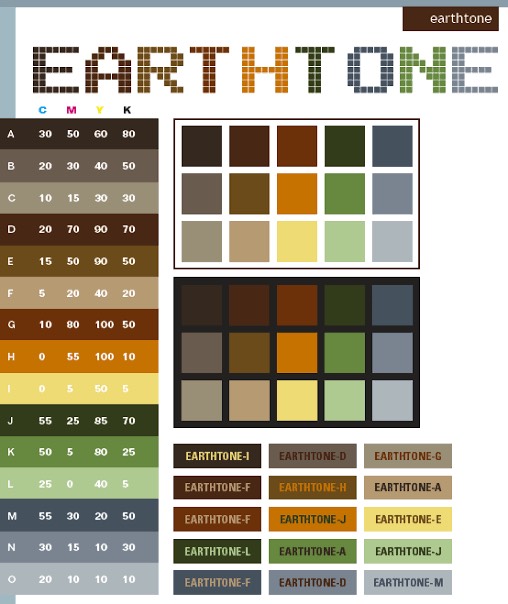 earthtone
EARTHTONE
C M Y K
A 30 50 60 80
B 20 30 40 50
C 10 15 30 30
D 20 70 90 70
E 15 50 90 50
F 5 20 40 20
G 10 80 100 50
H 0 55 100 10
I 0 5 50 5
J 55 25 85 70
K 50 5 80 25
L 25 0 40 5
M 55 30 20 50
N 30 15 10 30
O 20 10 10 10
EARTHTONE-I EARTHTONE-D EARTHTONE-G
EARTHTONE-F EARTHTONE-H EARTHTONE-A
EARTHTONE-F EARTHTONE-J EARTHTONE-E
EARTHTONE-L EARTHTONE-A EARTHTONE-J
EARTHTONE-F EARTHTONE-D EARTHTONE-M